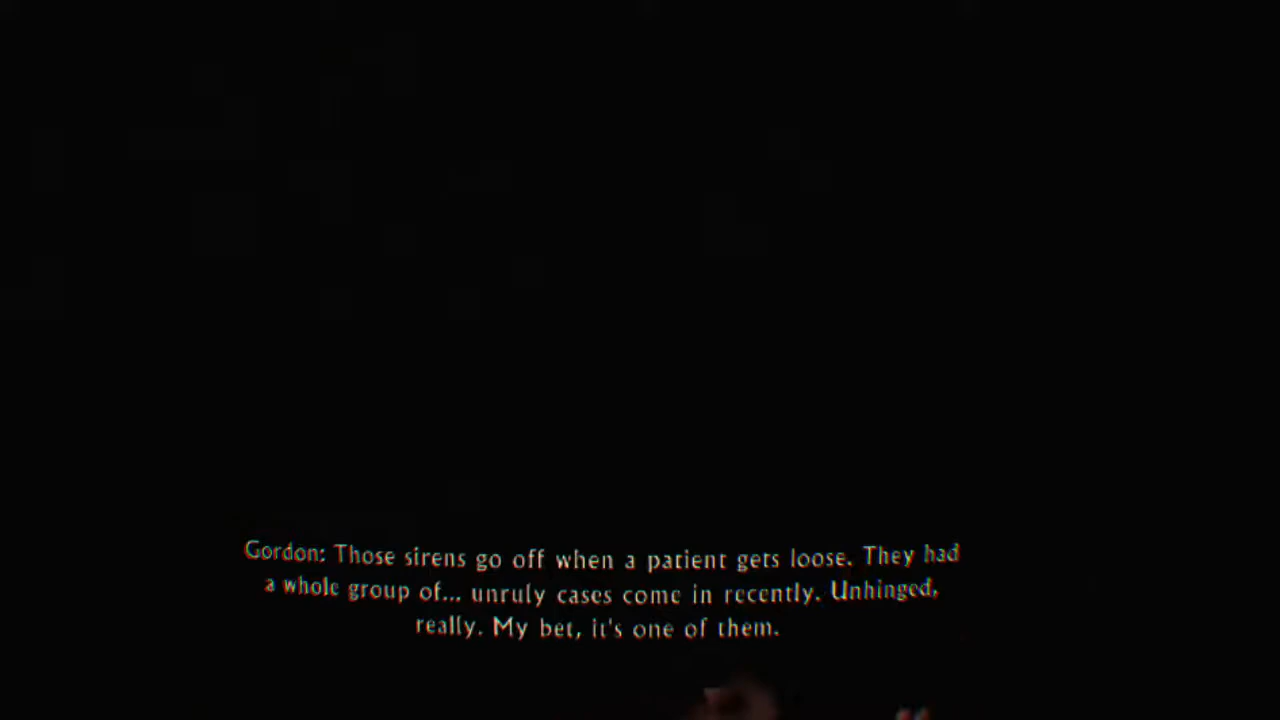 Gordon: Those sirens go off when a patient gets loose. They had
a whole group of... unruly cases come in recently. Unhinged,
really. My bet, it's one of them.